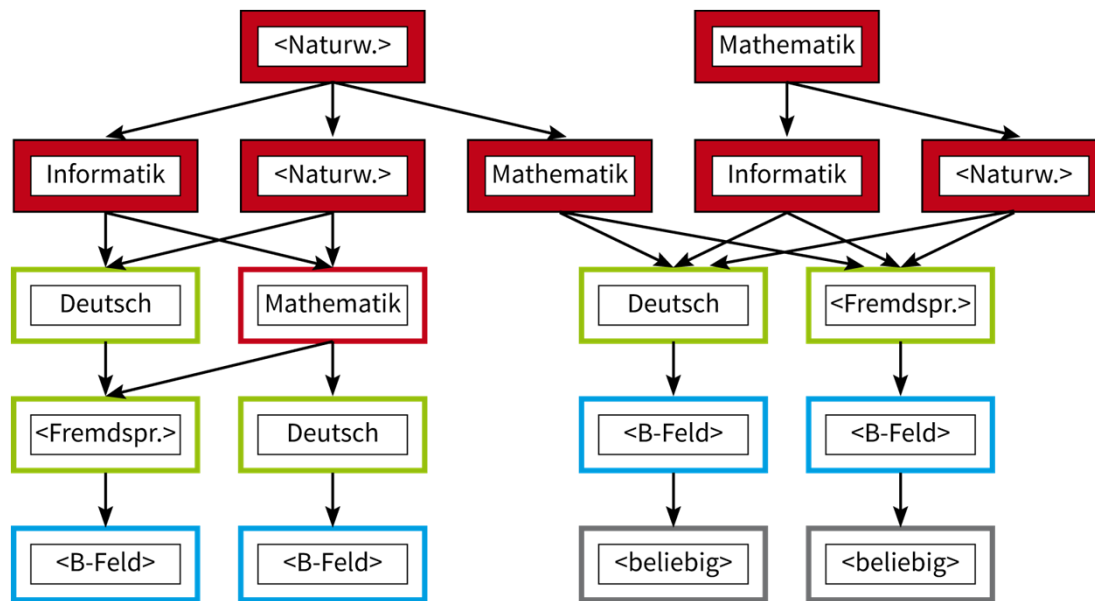 <Naturw.>
Mathematik
Informatik
<Naturw.>
Mathematik
Informatik
<Naturw.>
Deutsch
Mathematik
Deutsch
<Fremdspr.>
<Fremdspr.>
Deutsch
<B-Feld>
<B-Feld>
<B-Feld>
<B-Feld>
<beliebig>
<beliebig>